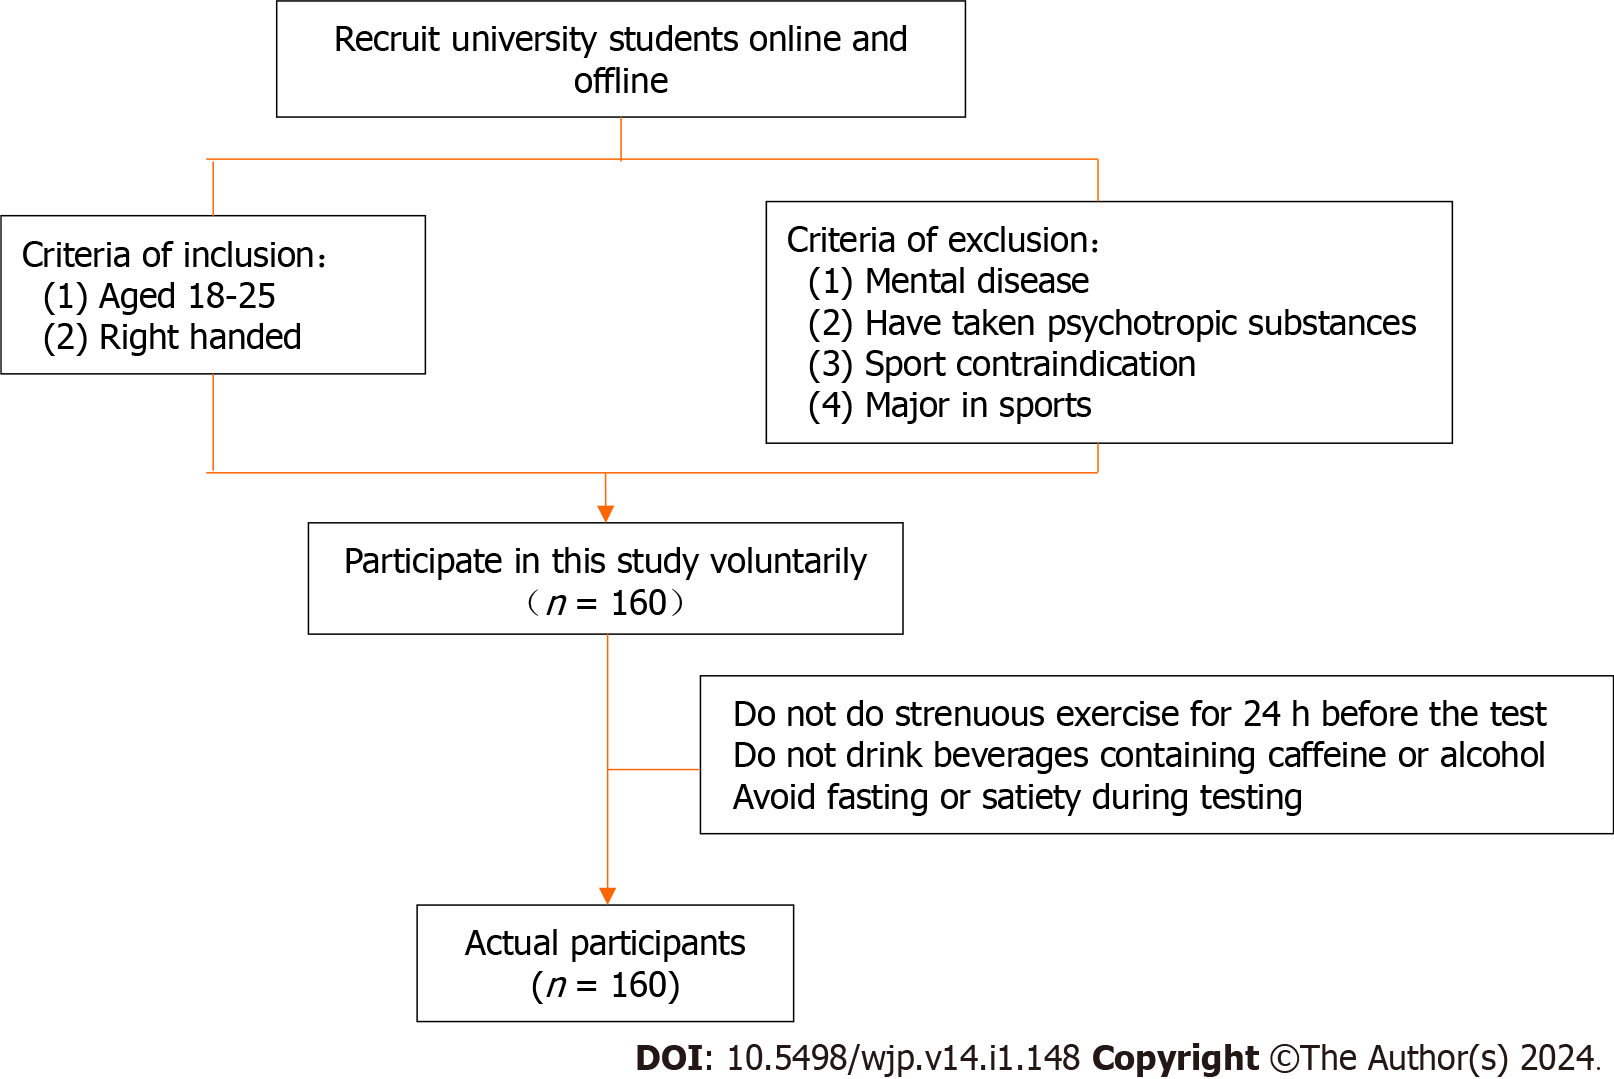 Recruit university students online and
offline
Criteria of inclusion：
(1) Aged 18-25
(2) Right handed
Criteria of exclusion：
(1) Mental disease
(2) Have taken psychotropic substances
(3) Sport contraindication
(4) Major in sports
Participate in this study voluntarily
（n = 160）
Do not do strenuous exercise for 24 h before the test
Do not drink beverages containing caffeine or alcohol
Avoid fasting or satiety during testing
Actual participants
(n = 160)
DOI: 10.5498/wjp.v14.i1.148 Copyright ©The Author(s) 2024.